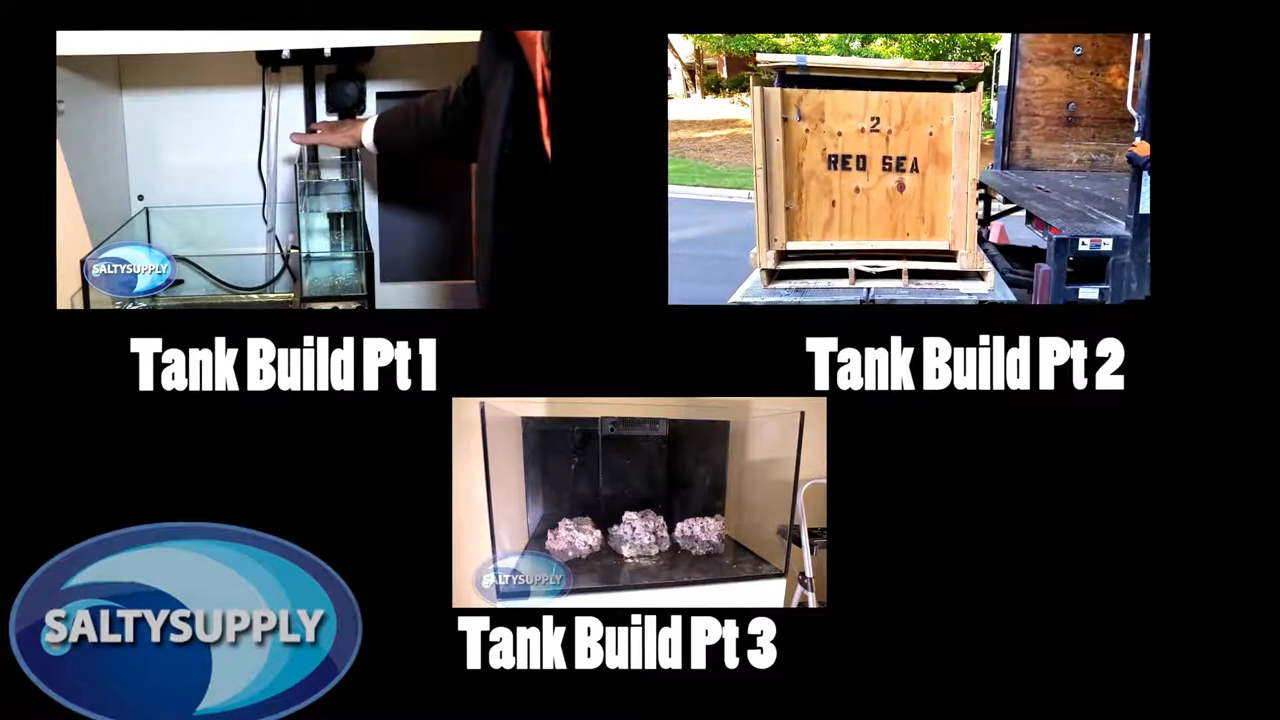 SALTYSUPPLY
2
RED SEA
Tank Build Pt 1
Tank Build Pt 2
SALTYSUPPLY
Tank Build Pt 3
SALTYSUPPLY